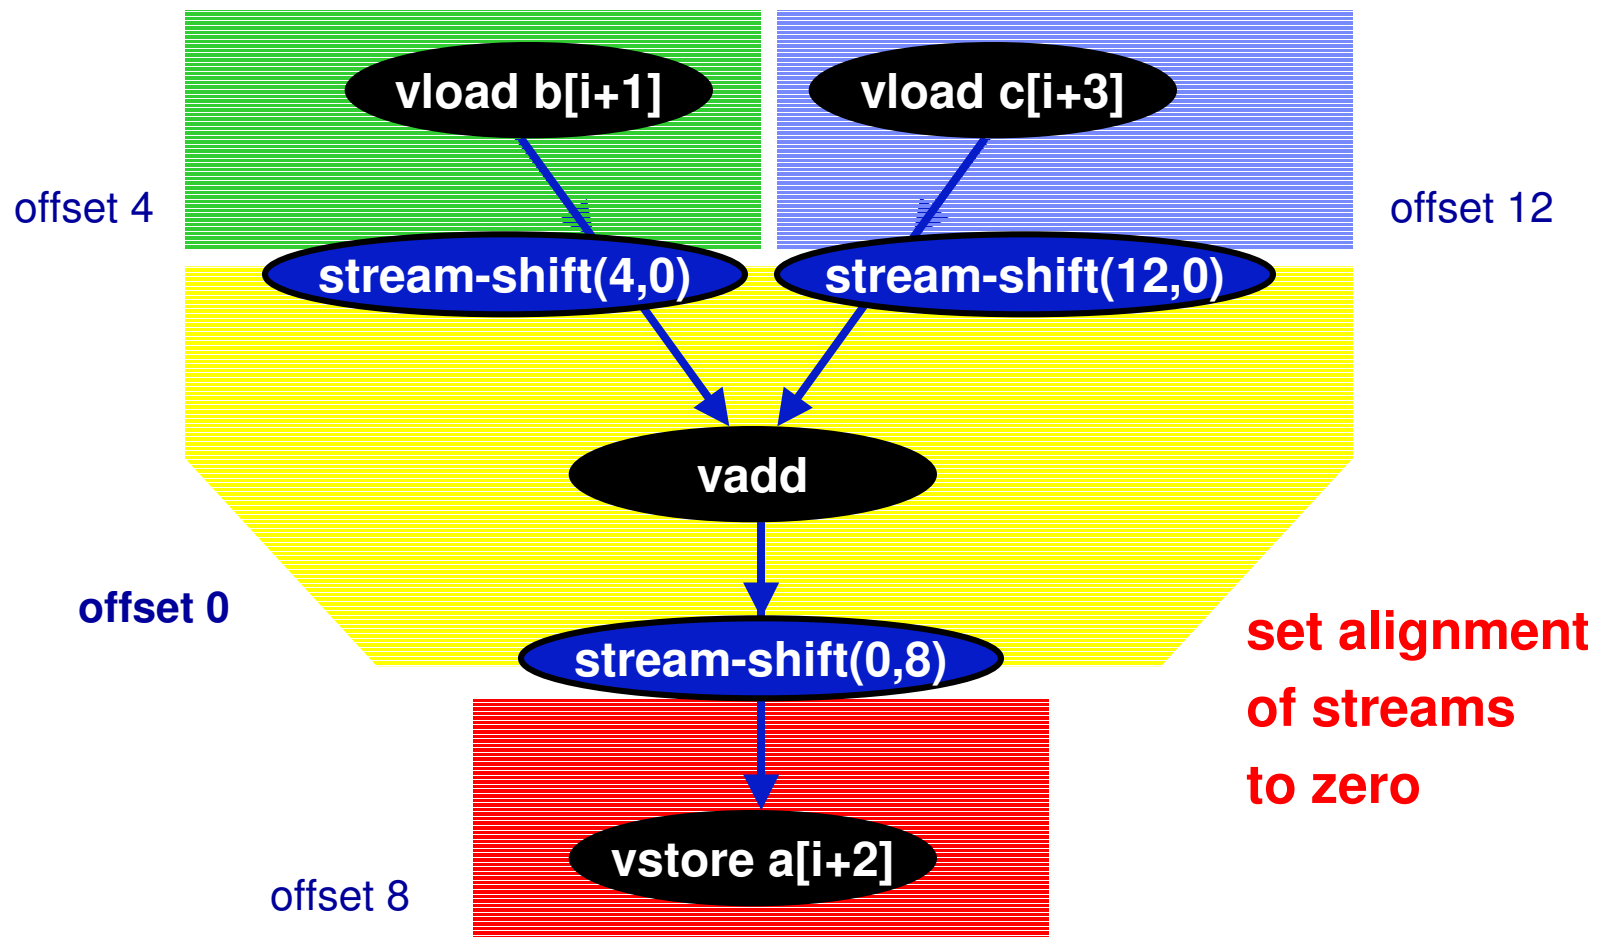 vload b[i+1]
vload c[i+3]
offset 4
offset 12
stream-shift(4,0)
stream-shift(12,0)
vadd
offset 0
set alignment
of streams
to zero
stream-shift(0,8)
vstore a[i+2]
offset 8